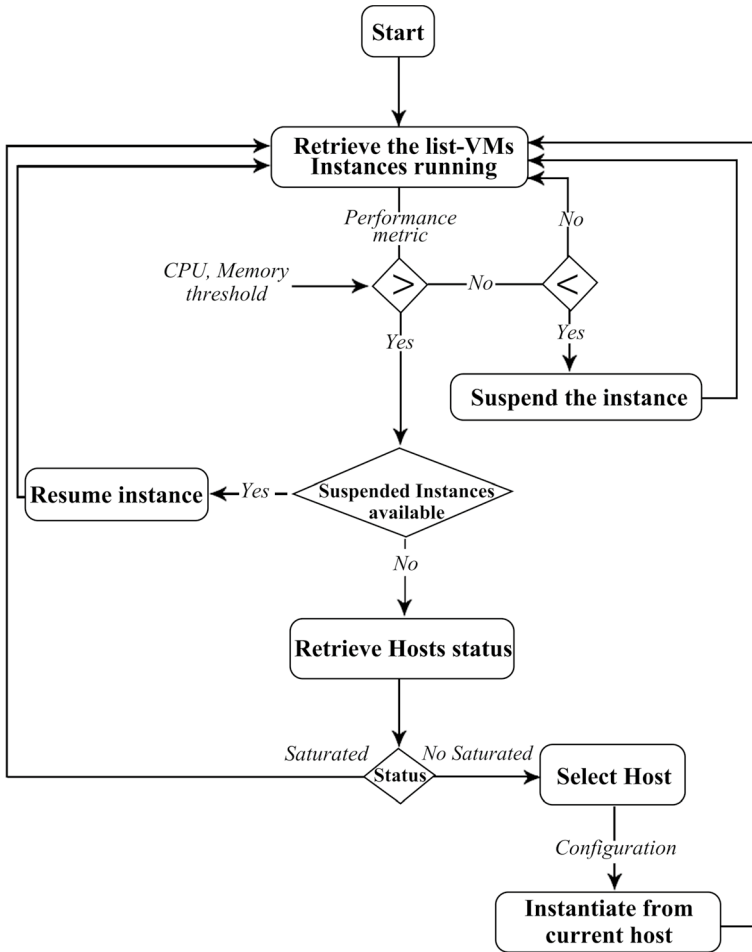 Start
Retrieve the list-VMs
Instances running
Performance
metric
No
CPU, Memory
threshold
>
No
<
Yes
Yes
Suspend the instance
Resume instance
Yes
Suspended Instances
available
No
Retrieve Hosts status
Saturated
No Saturated
Status
Select Host
Configuration
Instantiate from
current host